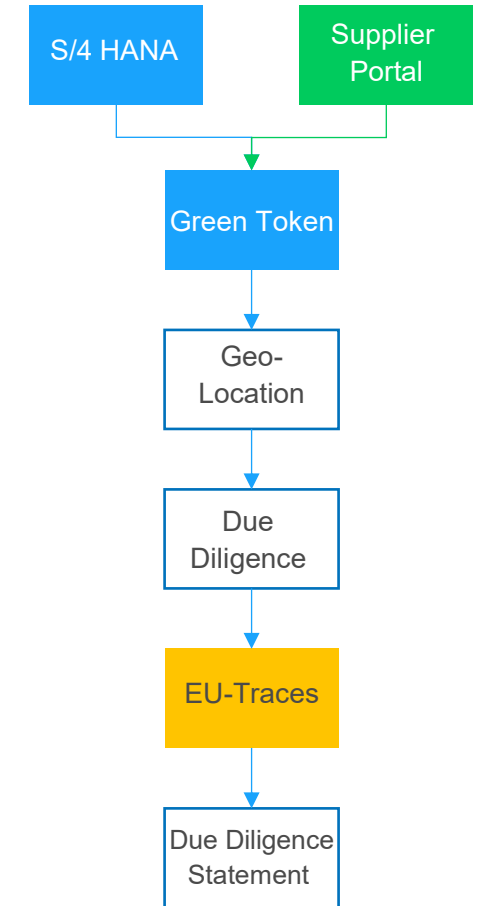 S/4 HANA
Supplier
Portal
Green Token
Geo-
Location
Due
Diligence
EU-Traces
Due Diligence
Statement